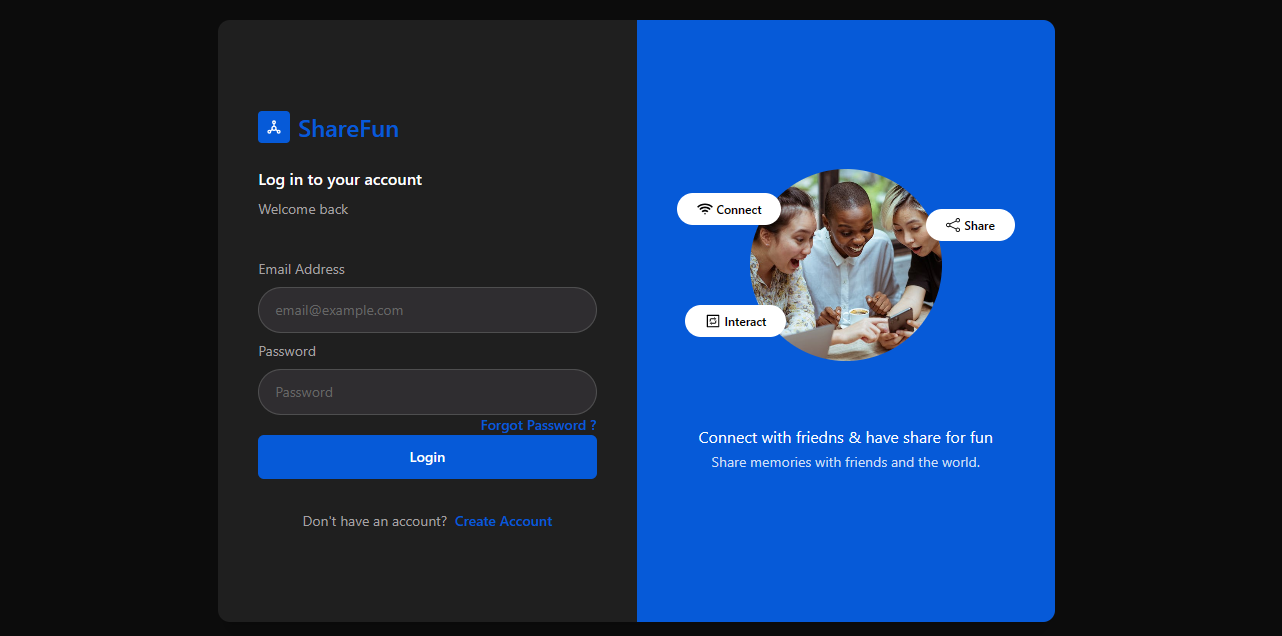 ShareFun
Log in to your account
Welcome back
Email Address
email@example.com
Password
Password
Forgot Password ?
Login
Don't have an account? Create Account
Connect
Share
Interact
Connect with friedns & have share for fun
Share memories with friends and the world.